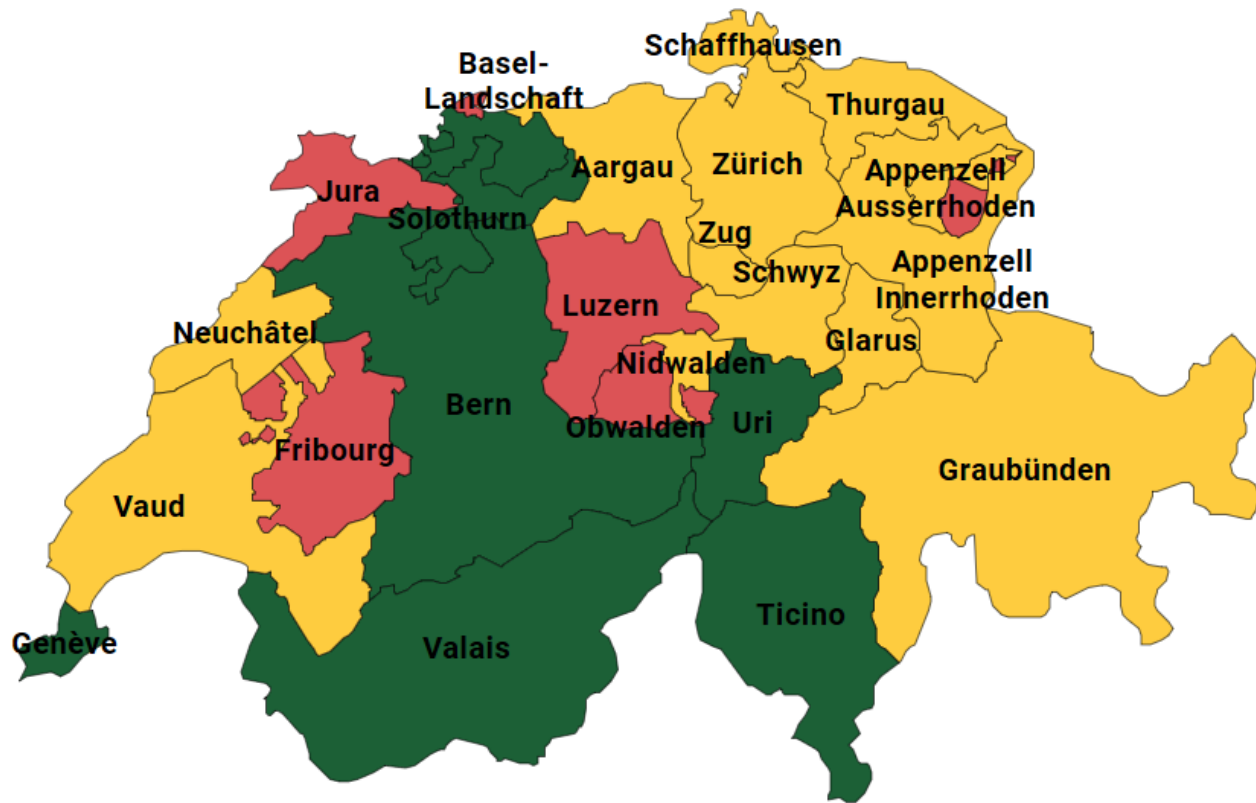 Schaffhausen
Basel-
Landschaft
Thurgau
Aargau
Zürich
Appenzell
Ausserrhoden
Jura
Solothurn
Zug
Schwyz
Appenzell
Innerrhoden
Luzern
Neuchâtel
Glarus
Nidwalden
Bern
Obwalden
Uri
Fribourg
Graubünden
Vaud
Ticino
Genève
Valais